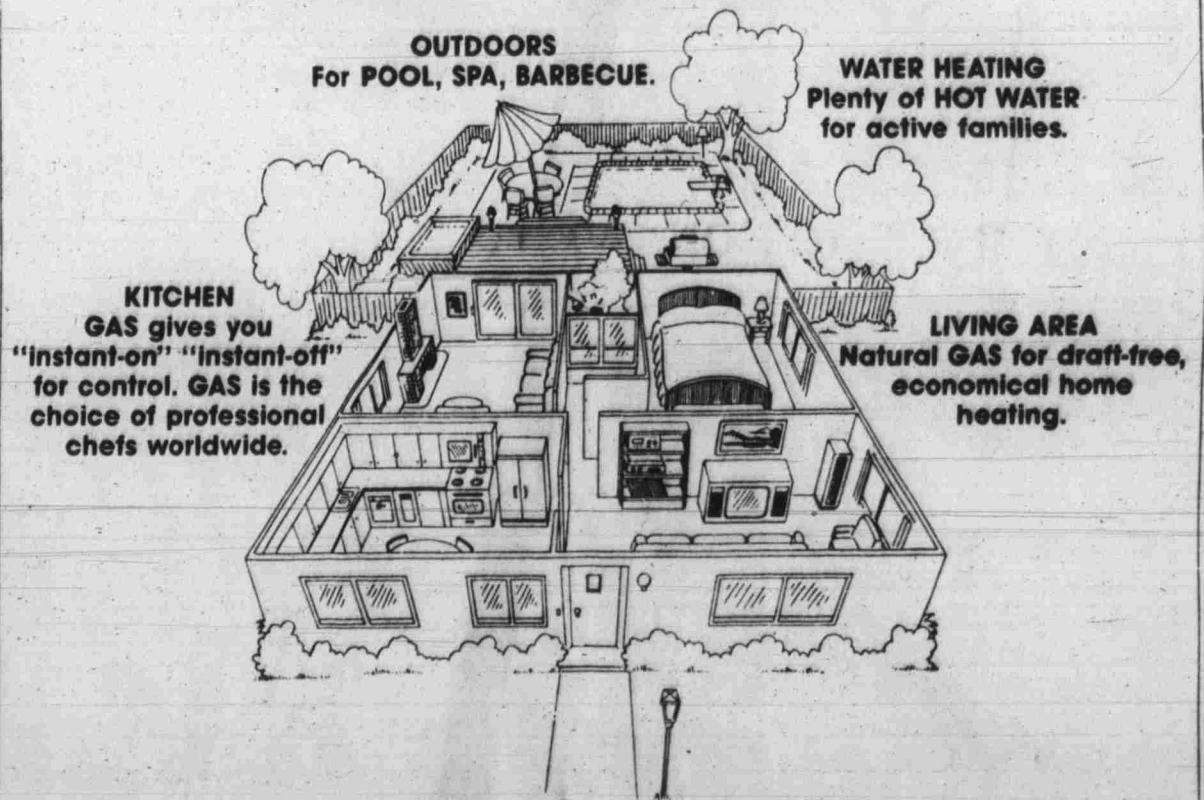 OUTDOORS
For POOL, SPA, BARBECUE.
WATER HEATING
Plenty of HOT WATER
for active families.
KITCHEN
GAS gives you
"instant-on" "instant-off"
for control. GAS is the
choice of professional
chefs worldwide.
LIVING AREA
Natural GAS for draft-free,
economical home
heating.